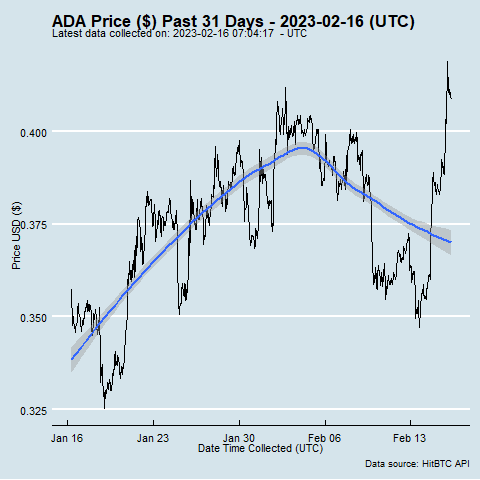 ADA Price ($) Past 31 Days - 2023-02-16 (UTC)
Latest data collected on: 2023-02-16 07:04:17 - UTC
0.400
0.375
0.350
0.325
Price USD ($)
Jan 16 Jan 23 Jan 30 Feb 06 Feb 13
Date Time Collected (UTC)
Data source: HitBTC API